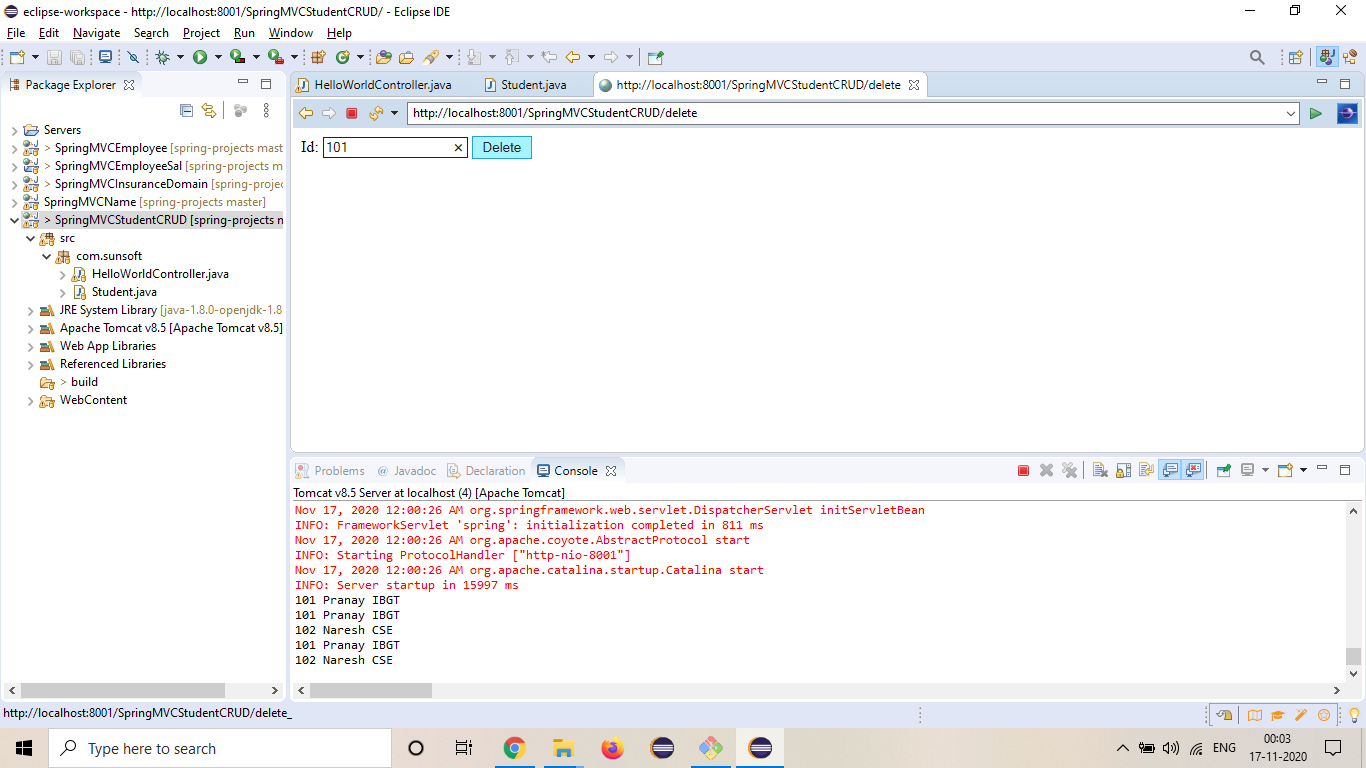 eclipse-workspace - http://localhost:8001/SpringMVCStudentCRUD/ - Eclipse IDE
File Edit Navigate Search Project Run Window Help
Package Explorer
HelloWorldController.java Student.java http://localhost:8001/SpringMVCStudentCRUD/delete
http://localhost:8001/SpringMVCStudentCRUD/delete
Id: 101 Delete
Servers
> SpringMVCEmployee [spring-projects mast
> SpringMVCEmployeeSal [spring-projects m
> SpringMVCInsuranceDomain [spring-projec
SpringMVCName [spring-projects master]
> SpringMVCStudentCRUD [spring-projects n
src
com.sunsoft
HelloWorldController.java
Student.java
JRE System Library [java-1.8.0-openjdk-1.8
Apache Tomcat v8.5 [Apache Tomcat v8.5]
Web App Libraries
Referenced Libraries
> build
WebContent
Problems @ Javadoc Declaration Console
Tomcat v8.5 Server at localhost (4) [Apache Tomcat]
Nov 17, 2020 12:00:26 AM org.springframework.web.servlet.DispatcherServlet initServletBean
INFO: FrameworkServlet 'spring': initialization completed in 811 ms
Nov 17, 2020 12:00:26 AM org.apache.coyote.AbstractProtocol start
INFO: Starting ProtocolHandler ["http-nio-8001"]
Nov 17, 2020 12:00:26 AM org.apache.catalina.startup.Catalina start
INFO: Server startup in 15997 ms
101 Pranay IBGT
101 Pranay IBGT
102 Naresh CSE
101 Pranay IBGT
102 Naresh CSE
http://localhost:8001/SpringMVCStudentCRUD/delete_
Type here to search
ENG
00:03
17-11-2020